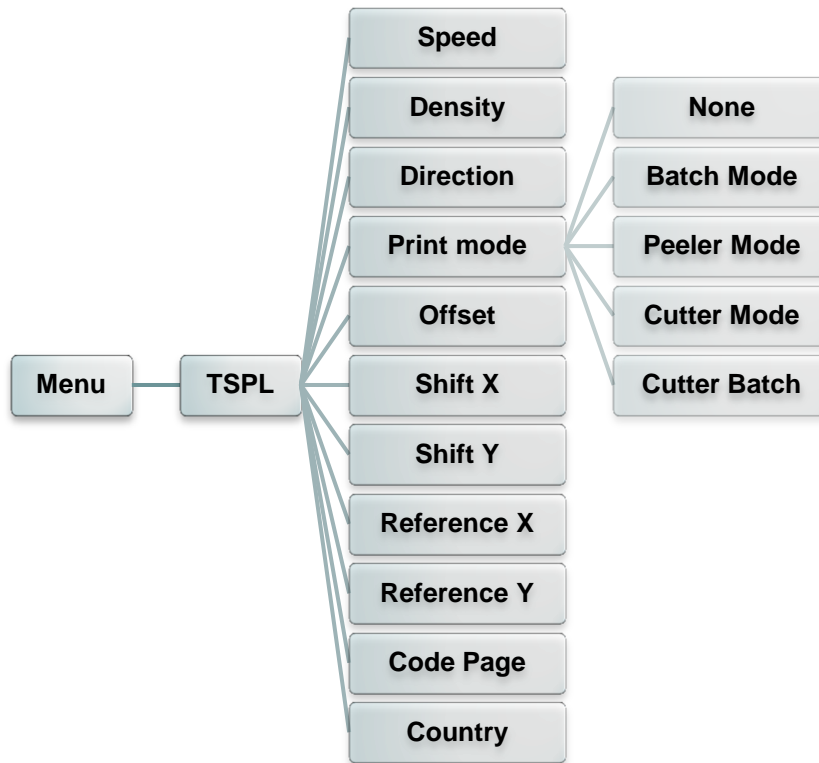 Menu
TSPL
Speed
Density
Direction
Print mode
None
Batch Mode
Peeler Mode
Cutter Mode
Cutter Batch
Offset
Shift X
Shift Y
Reference X
Reference Y
Code Page
Country